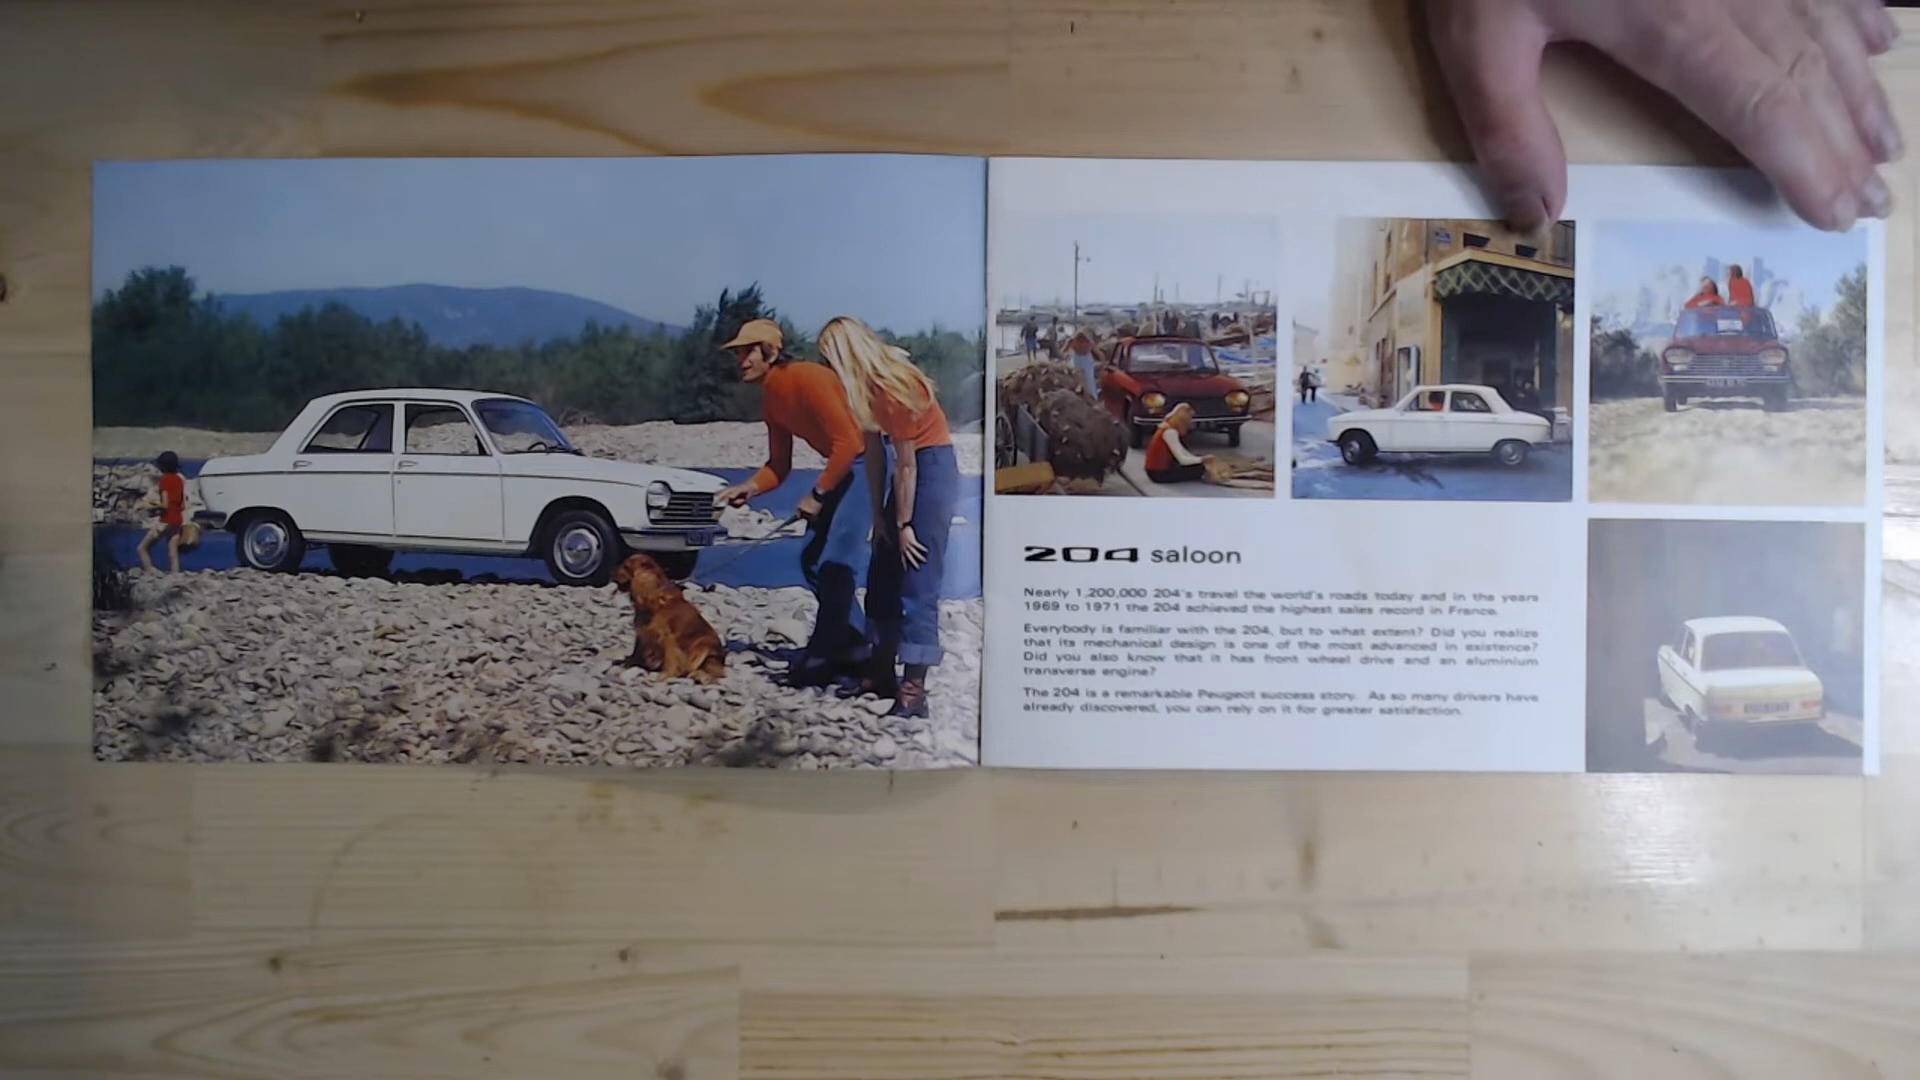 204 saloon
Nearly 1,200,000 204's travel the world's roads today and in the years
1969 to 1971 the 204 achieved the highest sales record in France.
Everybody is familiar with the 204, but to what extent? Did you realize
that its mechanical design is one of the most advanced in existence?
Did you also know that it has front wheel drive and an aluminium
transverse engine?
The 204 is a remarkable Peugeot success story. As so many drivers have
already discovered, you can rely on it for greater satisfaction.